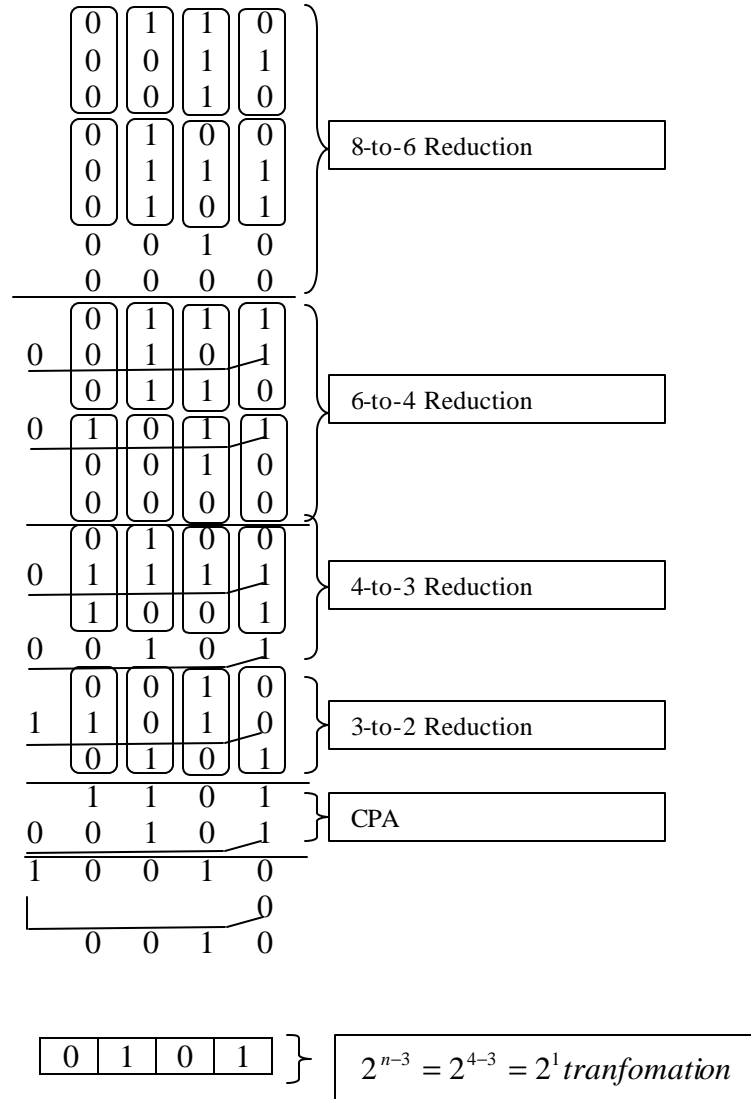 0 1 1 0
0 0 1 1
0 0 1 0
0 1 0 0
8-to-6 Reduction
0 1 1 1
0 1 0 1
0 0 1 0
0 0 0 0
0 1 1 1
0 0 1 0 1
0 1 1 0
6-to-4 Reduction
0 1 0 1 1
0 0 1 0
0 0 0 0
0 1 0 0
0 1 1 1 1
4-to-3 Reduction
1 0 0 1
0 0 1 0 1
0 0 1 0
1 1 0 1 0
3-to-2 Reduction
0 1 0 1
1 1 0 1
CPA
0 0 1 0 1
1 0 0 1 0
0
0 0 1 0
0 1 0 1
2^{n-3} = 2^{4-3} = 2^1 tranfomation